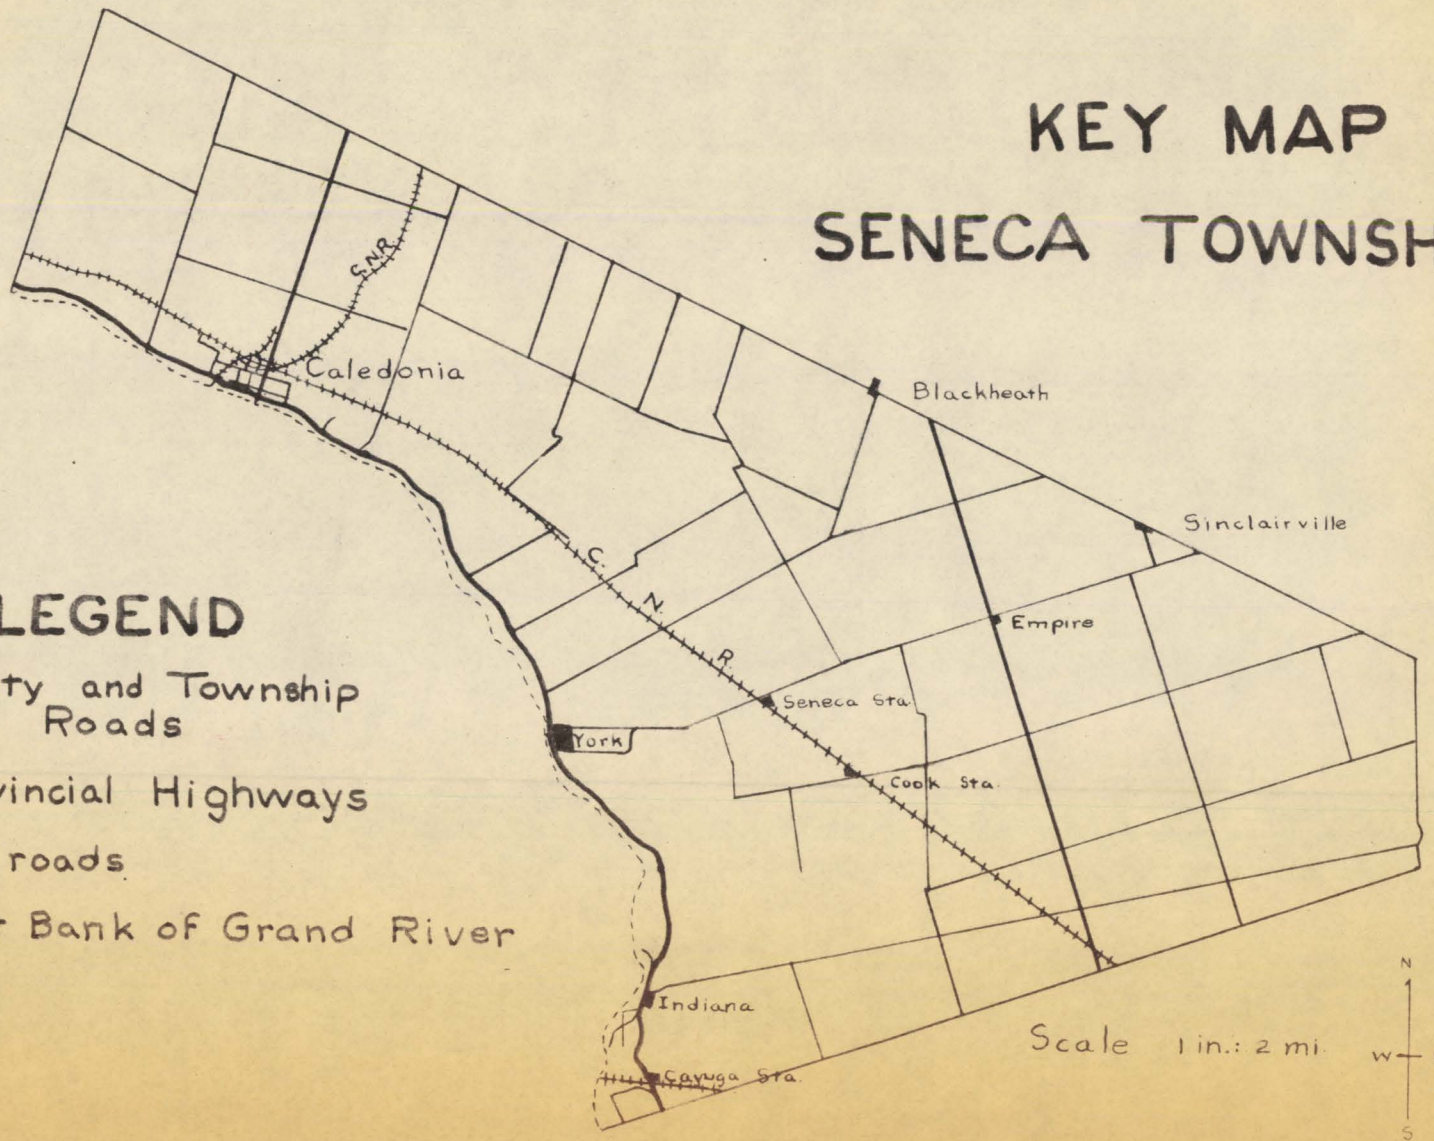 KEY MAP
SENECA TOWNSH
C.N.R.
Caledonia
Blackheath
Sinclairville
C. N. R.
Empire
LEGEND
ty and Township
Roads
vincial Highways
roads
Bank of Grand River
Seneca Sta.
York
Cook Sta.
Indiana
Cayuga Sta.
Scale 1 in.: 2 mi.
N
W
S